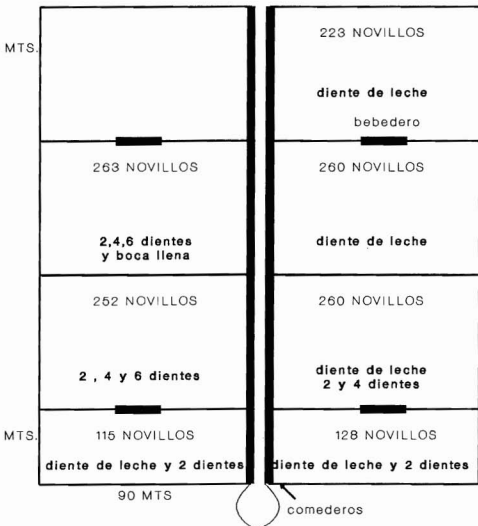 223 NOVILLOS
MTS.
diente de leche
bebedero
263 NOVILLOS
260 NOVILLOS
2,4,6 dientes
y boca llena
diente de leche
252 NOVILLOS
260 NOVILLOS
2 , 4 y 6 dientes
diente de leche
2 y 4 dientes
MTS.
115 NOVILLOS
128 NOVILLOS
diente de leche y 2 dientes
diente de leche y 2 dientes
90 MTS
comederos